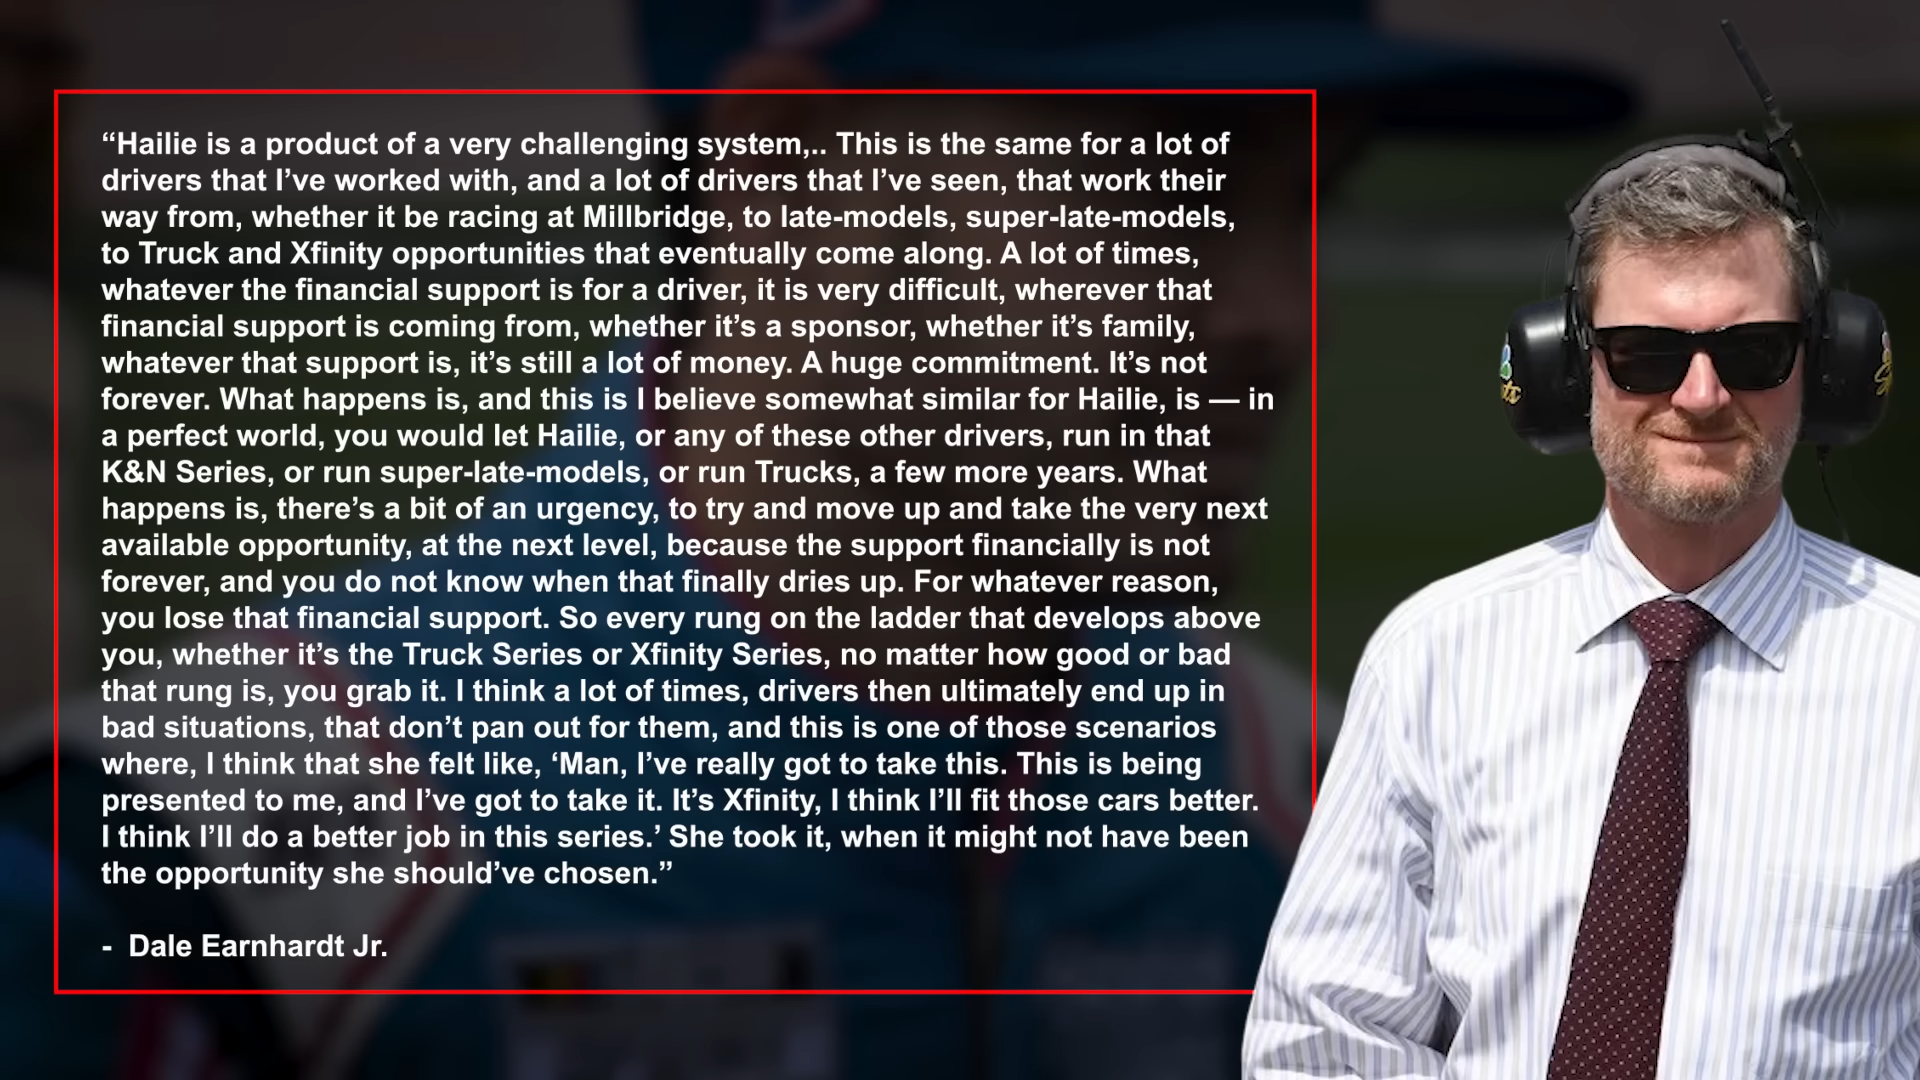 “Hailie is a product of a very challenging system,.. This is the same for a lot of
drivers that I’ve worked with, and a lot of drivers that I’ve seen, that work their
way from, whether it be racing at Millbridge, to late-models, super-late-models,
to Truck and Xfinity opportunities that eventually come along. A lot of times,
whatever the financial support is for a driver, it is very difficult, wherever that
financial support is coming from, whether it’s a sponsor, whether it’s family,
whatever that support is, it’s still a lot of money. A huge commitment. It’s not
forever. What happens is, and this is I believe somewhat similar for Hailie, is — in
a perfect world, you would let Hailie, or any of these other drivers, run in that
K&N Series, or run super-late-models, or run Trucks, a few more years. What
happens is, there’s a bit of an urgency, to try and move up and take the very next
available opportunity, at the next level, because the support financially is not
forever, and you do not know when that finally dries up. For whatever reason,
you lose that financial support. So every rung on the ladder that develops above
you, whether it’s the Truck Series or Xfinity Series, no matter how good or bad
that rung is, you grab it. I think a lot of times, drivers then ultimately end up in
bad situations, that don’t pan out for them, and this is one of those scenarios
where, I think that she felt like, ‘Man, I’ve really got to take this. This is being
presented to me, and I’ve got to take it. It’s Xfinity, I think I’ll fit those cars better.
I think I’ll do a better job in this series.’ She took it, when it might not have been
the opportunity she should’ve chosen.”
- Dale Earnhardt Jr.